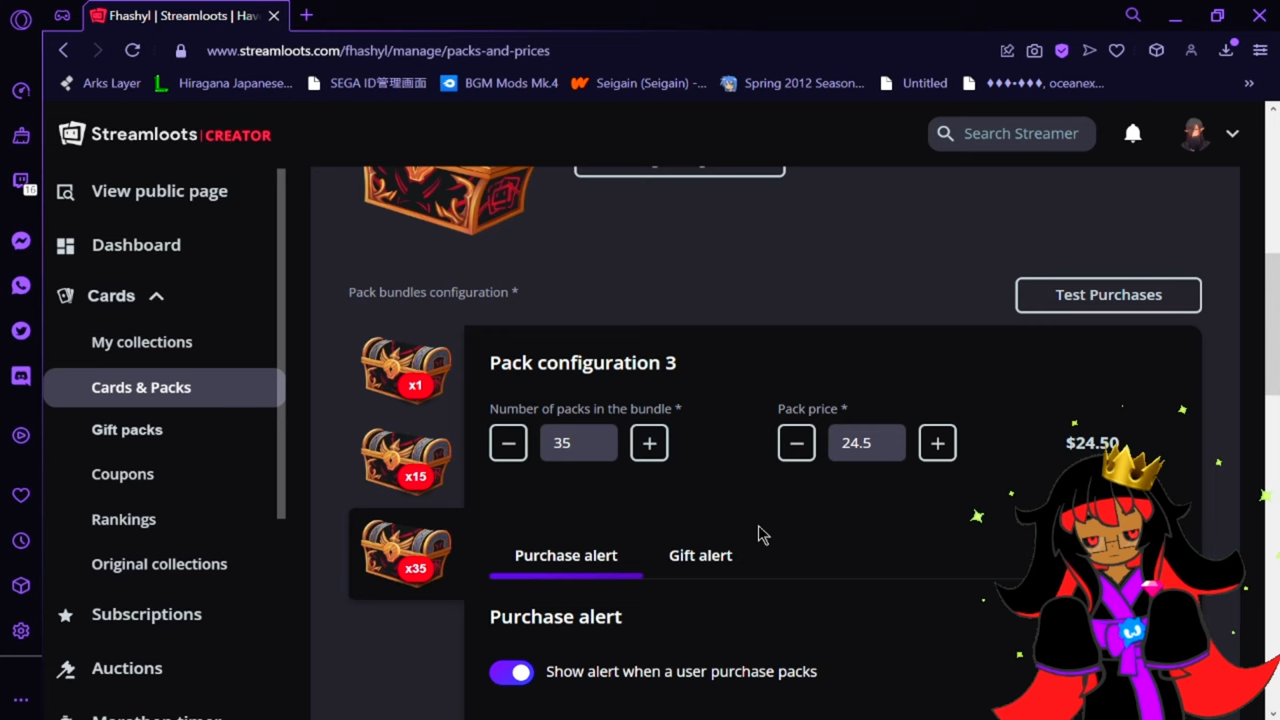 Fhashyl | Streamloots | Hav
www.streamloots.com/fhashyl/manage/packs-and-prices
Arks Layer
Hiragana Japanese...
SEGA ID管理画面
BGM Mods Mk.4
Seigain (Seigain) -...
Spring 2012 Season...
Untitled
♦♦♦-♦♦♦, oceanex...
16
Streamloots | CREATOR
Search Streamer
View public page
Dashboard
Cards
My collections
Cards & Packs
Gift packs
Coupons
Rankings
Original collections
Subscriptions
Auctions
Pack bundles configuration *
Test Purchases
x1
x15
x35
Pack configuration 3
Number of packs in the bundle *
Pack price *
35
24.5
$24.50
Purchase alert
Gift alert
Purchase alert
Show alert when a user purchase packs